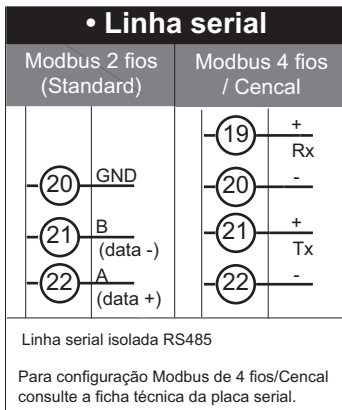 • Linha serial
Modbus 2 fios
(Standard)
Modbus 4 fios
/ Cencal
20 GND
21 B
(data -)
22 A
(data +)
19 +
Rx
20 -
21 +
Tx
22 -
Linha serial isolada RS485
Para configuração Modbus de 4 fios/Cencal
consulte a ficha técnica da placa serial.